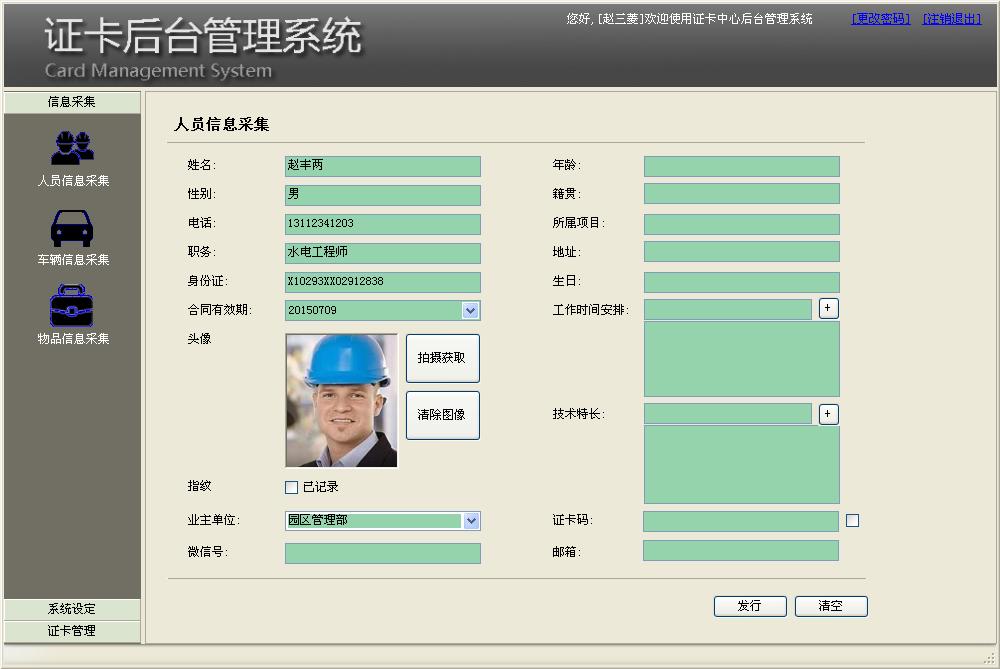 证卡后台管理系统
Card Management System
您好, [赵三菱]欢迎使用证卡中心后台管理系统 [更改密码] [注销退出]
信息采集
人员信息采集
车辆信息采集
物品信息采集
系统设定
证卡管理
人员信息采集
姓名: 赵丰两 年龄:
性别: 男 籍贯:
电话: 13112341203 所属项目:
职务: 水电工程师 地址:
身份证: X10293XX02912838 生日:
合同有效期: 20150709 工作时间安排: +
头像 拍摄获取
清除图像 技术特长: +
指纹 已记录
业主单位: 园区管理部 证卡码:
微信号: 邮箱:
发行 清空